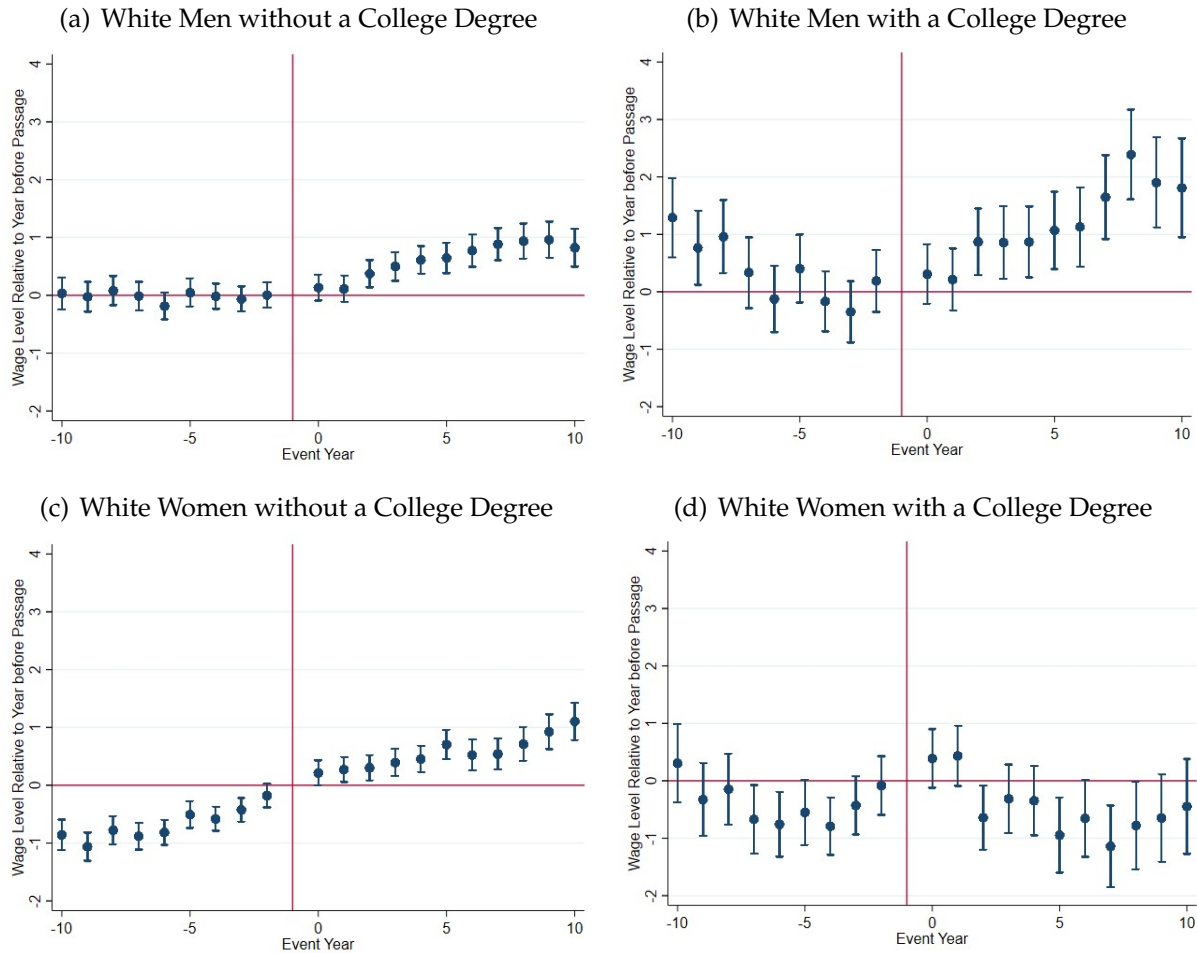 (a) White Men without a College Degree
Wage Level Relative to Year before Passage
4
3
2
1
0
-1
-2
-10 -5 0 5 10
Event Year
(b) White Men with a College Degree
Wage Level Relative to Year before Passage
4
3
2
1
0
-1
-2
-10 -5 0 5 10
Event Year
(c) White Women without a College Degree
Wage Level Relative to Year before Passage
4
3
2
1
0
-1
-2
-10 -5 0 5 10
Event Year
(d) White Women with a College Degree
Wage Level Relative to Year before Passage
4
3
2
1
0
-1
-2
-10 -5 0 5 10
Event Year